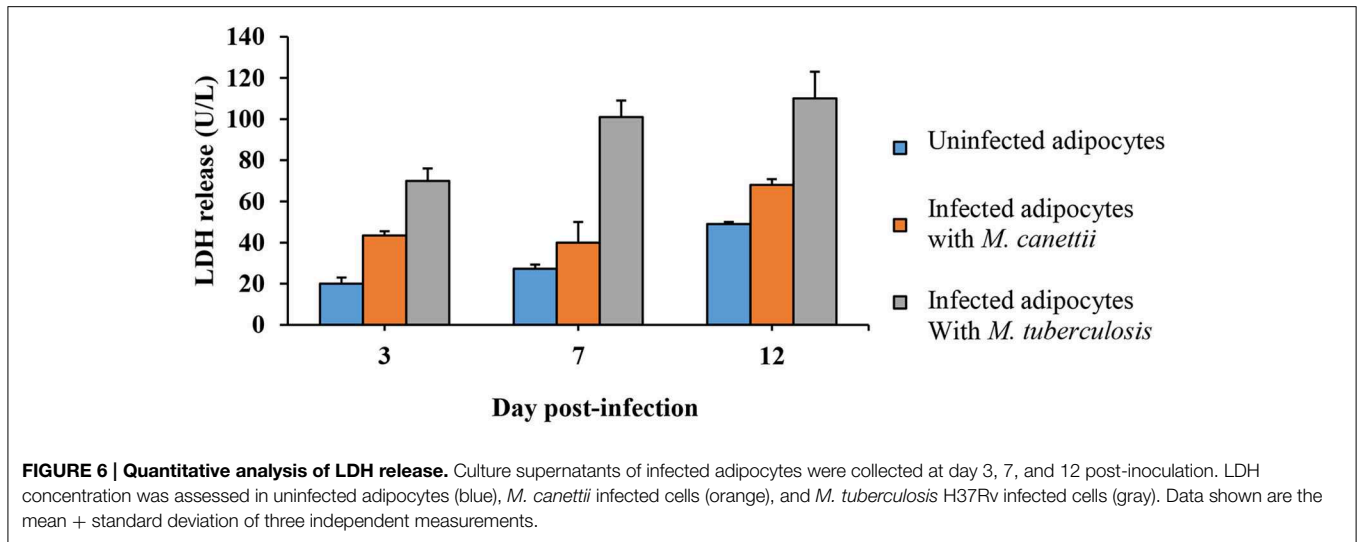 140
120
100
80
60
40
20
0
LDH release (U/L)
3 7 12
Day post-infection
Uninfected adipocytes
Infected adipocytes
with M. canettii
Infected adipocytes
With M. tuberculosis
FIGURE 6 | Quantitative analysis of LDH release. Culture supernatants of infected adipocytes were collected at day 3, 7, and 12 post-inoculation. LDH
concentration was assessed in uninfected adipocytes (blue), M. canettii infected cells (orange), and M. tuberculosis H37Rv infected cells (gray). Data shown are the
mean + standard deviation of three independent measurements.